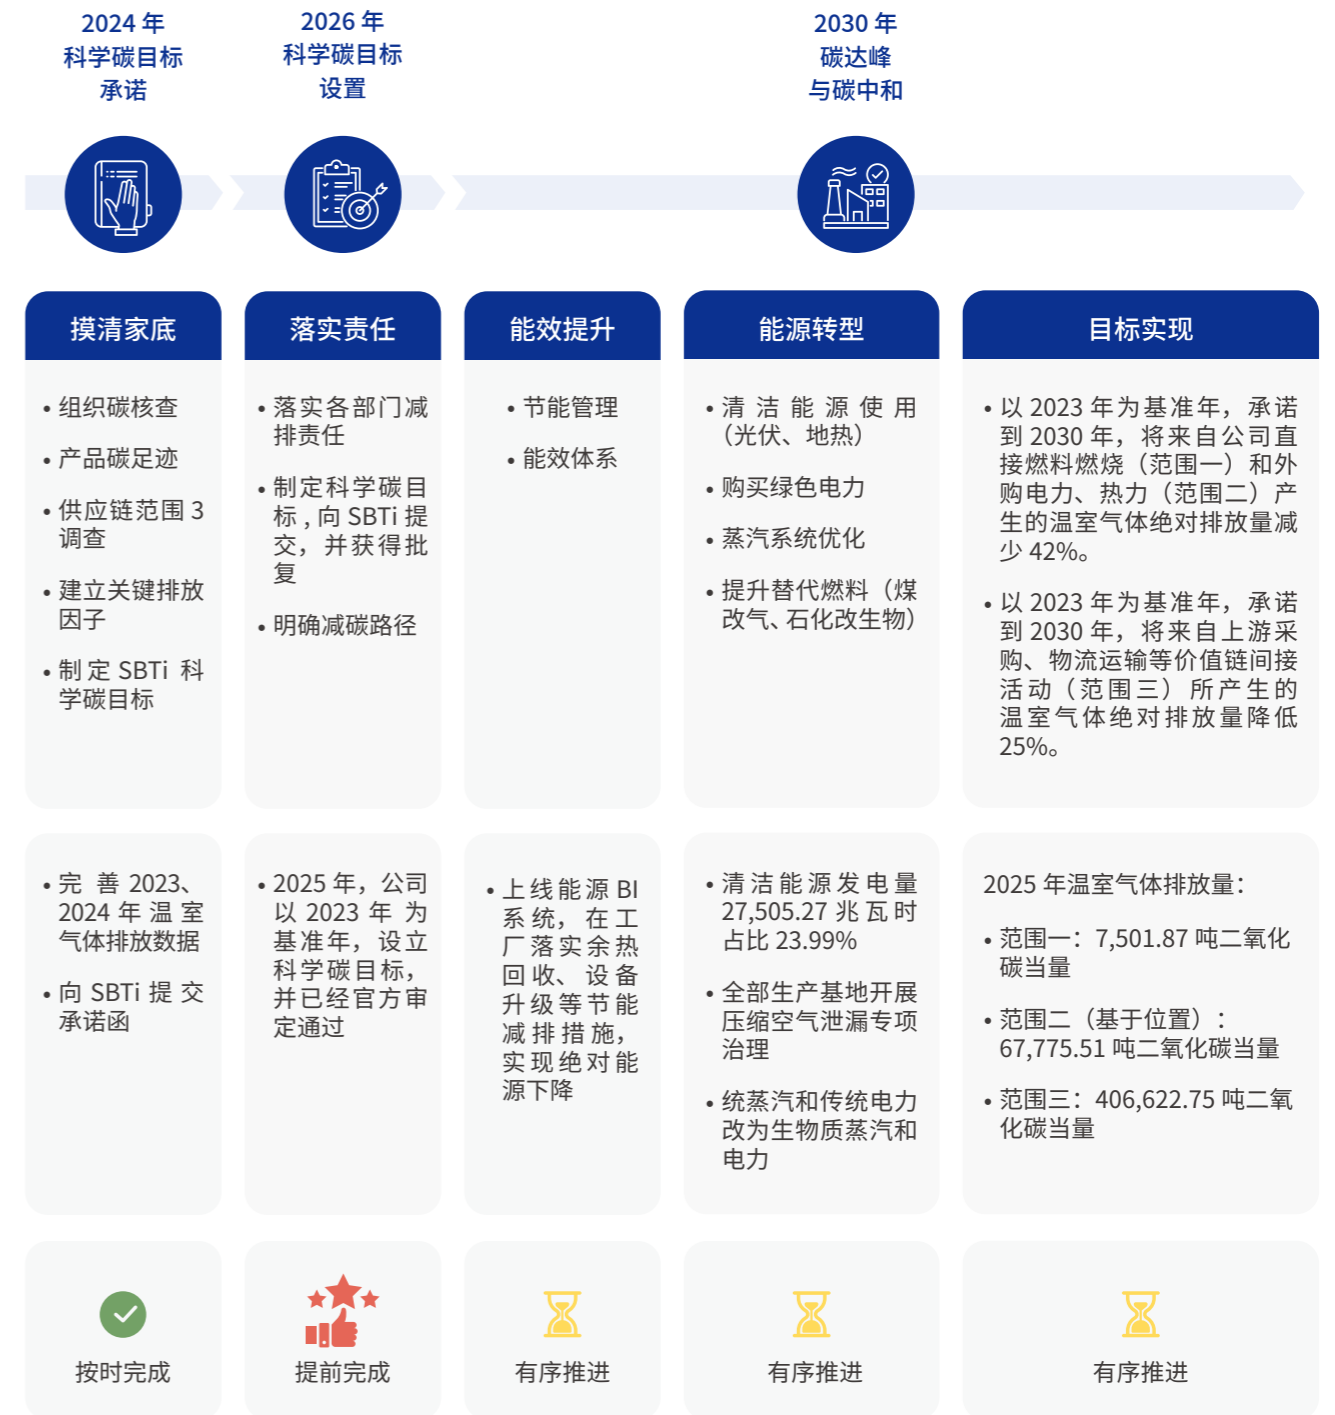 2024 年
科学碳目标
承诺
2026 年
科学碳目标
设置
2030 年
碳达峰
与碳中和
摸清家底
• 组织碳核查
• 产品碳足迹
• 供应链范围 3
调查
• 建立关键排放
因子
• 制定 SBTi 科
学碳目标
落实责任
• 落实各部门减
排责任
• 制定科学碳目
标，向 SBTi 提
交，并获得批
复
• 明确减碳路径
能效提升
• 节能管理
• 能效体系
能源转型
• 清洁能源使用
（光伏、地热）
• 购买绿色电力
• 蒸汽系统优化
• 提升替代燃料（煤
改气、石化改生物）
目标实现
• 以 2023 年为基准年，承诺
到 2030 年，将来自公司直
接燃料燃烧（范围一）和外
购电力、热力（范围二）产
生的温室气体绝对排放量减
少 42%。
• 以 2023 年为基准年，承诺
到 2030 年，将来自上游采
购、物流运输等价值链间接
活动（范围三）所产生的
温室气体绝对排放量降低
25%。
• 完善 2023、
2024 年温室
气体排放数据
• 向 SBTi 提交
承诺函
• 2025 年，公司
以 2023 年为
基准年，设立
科学碳目标，
并已经官方审
定通过
• 上线能源 BI
系统，在工
厂落实余热
回收、设备
升级等节能
减排措施，
实现绝对能
源下降
• 清洁能源发电量
27,505.27 兆瓦时
占比 23.99%
• 全部生产基地开展
压缩空气泄漏专项
治理
• 统蒸汽和传统电力
改为生物质蒸汽和
电力
2025 年温室气体排放量：
• 范围一：7,501.87 吨二氧化
碳当量
• 范围二（基于位置）：
67,775.51 吨二氧化碳当量
• 范围三：406,622.75 吨二氧
化碳当量
按时完成
提前完成
有序推进
有序推进
有序推进